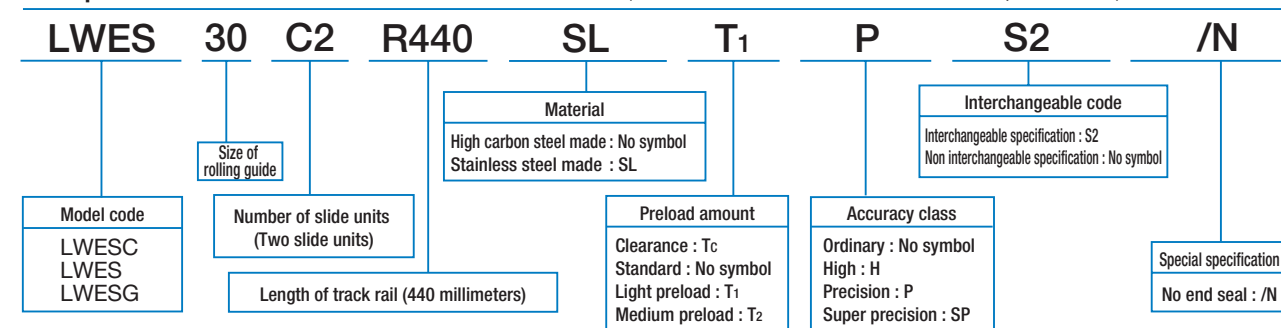 LWES 30 C2 R440 SL T1 P S2 /N
Material
High carbon steel made : No symbol
Stainless steel made : SL
Interchangeable code
Interchangeable specification : S2
Non interchangeable specification : No symbol
Size of
rolling guide
Model code
LWESC
LWES
LWESG
Number of slide units
(Two slide units)
Length of track rail (440 millimeters)
Preload amount
Clearance : Tc
Standard : No symbol
Light preload : T1
Medium preload : T2
Accuracy class
Ordinary : No symbol
High : H
Precision : P
Super precision : SP
Special specification
No end seal : /N